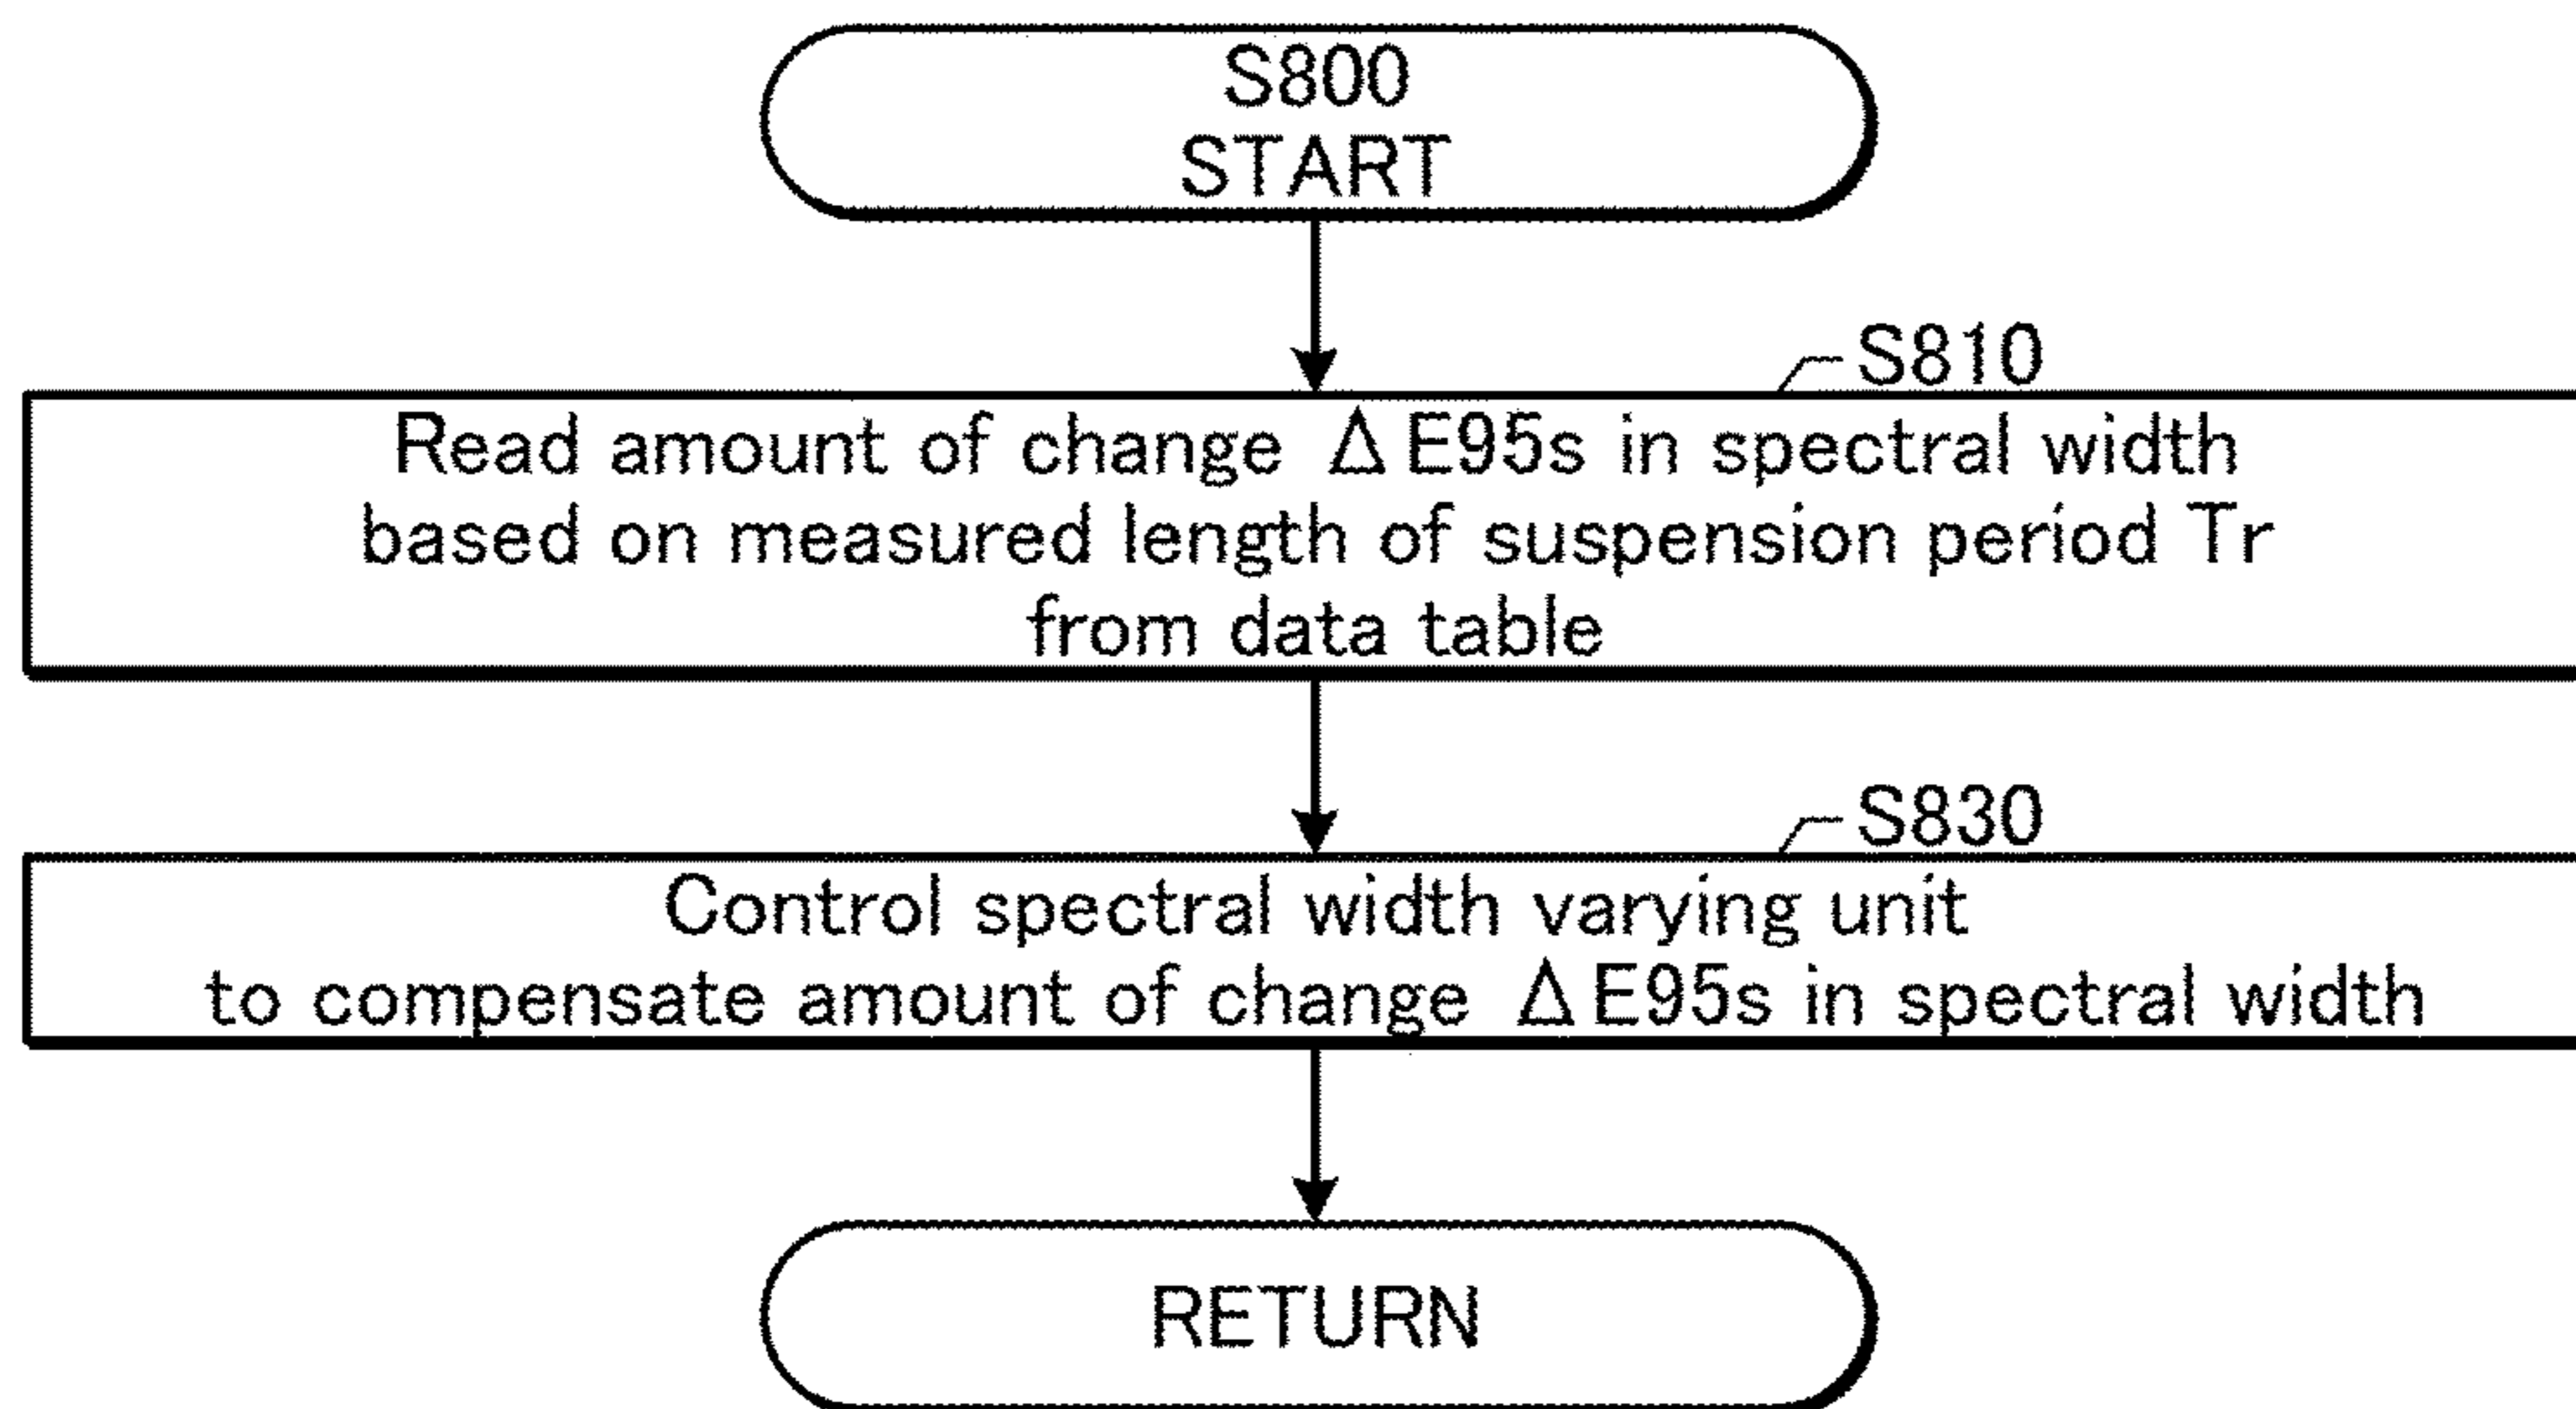 S800
START
S810
Read amount of change ΔE95s in spectral width
based on measured length of suspension period Tr
from data table
S830
Control spectral width varying unit
to compensate amount of change ΔE95s in spectral width
RETURN